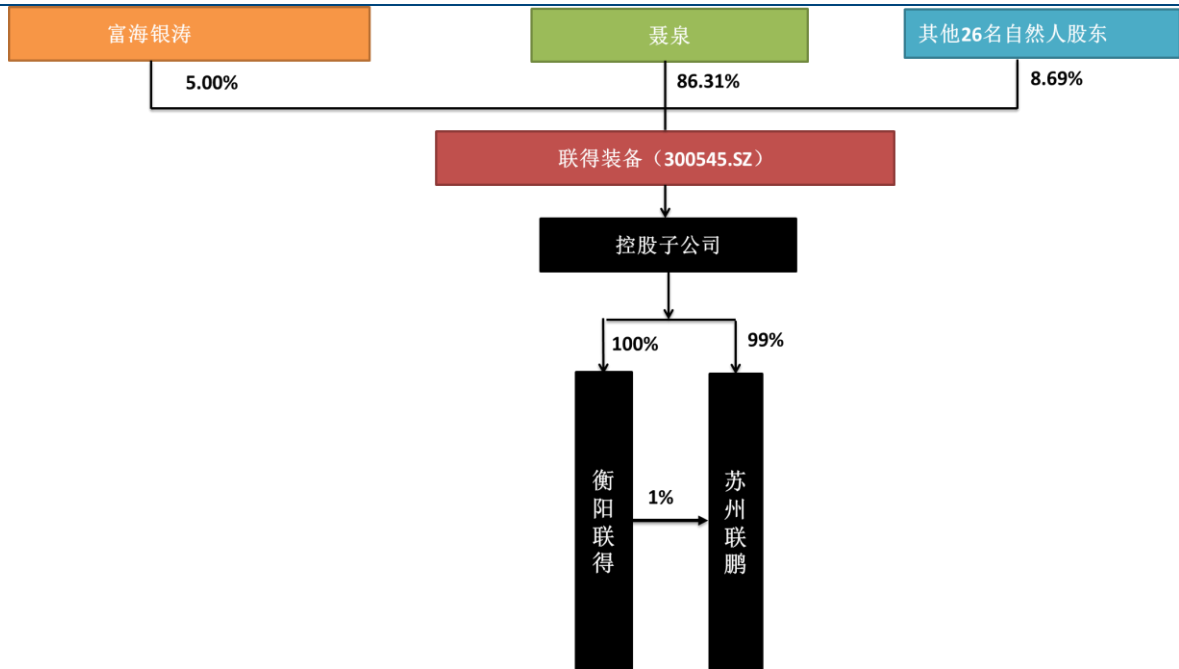 富海银涛
聂泉
其他26名自然人股东
5.00%
86.31%
8.69%
联得装备（300545.SZ）
控股子公司
100%
99%
衡阳联得
1%
苏州联鹏